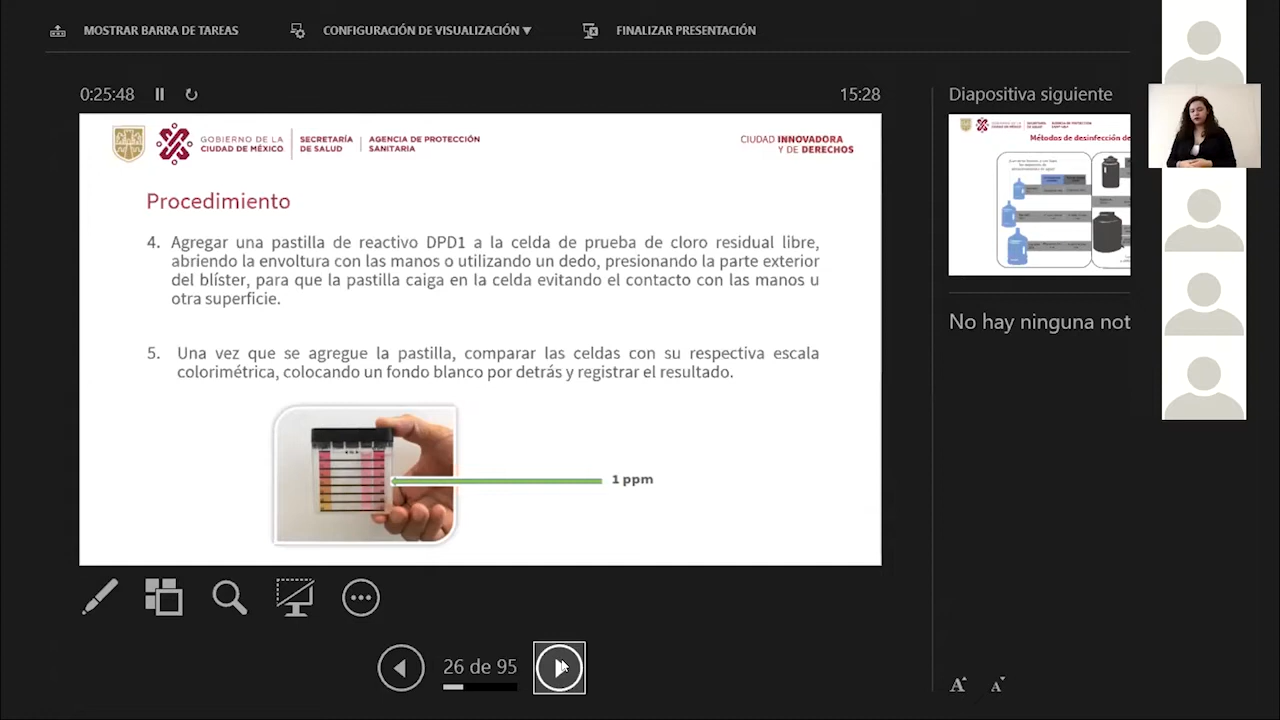 MOSTRAR BARRA DE TAREAS
CONFIGURACIÓN DE VISUALIZACIÓN ▼
FINALIZAR PRESENTACIÓN
0:25:48
15:28
Diapositiva siguiente
GOBIERNO DE LA
CIUDAD DE MÉXICO
SECRETARÍA
DE SALUD
AGENCIA DE PROTECCIÓN
SANITARIA
CIUDAD INNOVADORA
Y DE DERECHOS
Procedimiento
4. Agregar una pastilla de reactivo DPD1 a la celda de prueba de cloro residual libre,
abriendo la envoltura con las manos o utilizando un dedo, presionando la parte exterior
del blíster, para que la pastilla caiga en la celda evitando el contacto con las manos u
otra superficie.
5. Una vez que se agregue la pastilla, comparar las celdas con su respectiva escala
colorimétrica, colocando un fondo blanco por detrás y registrar el resultado.
1 ppm
Métodos de desinfección de
No hay ninguna not
26 de 95
A
A